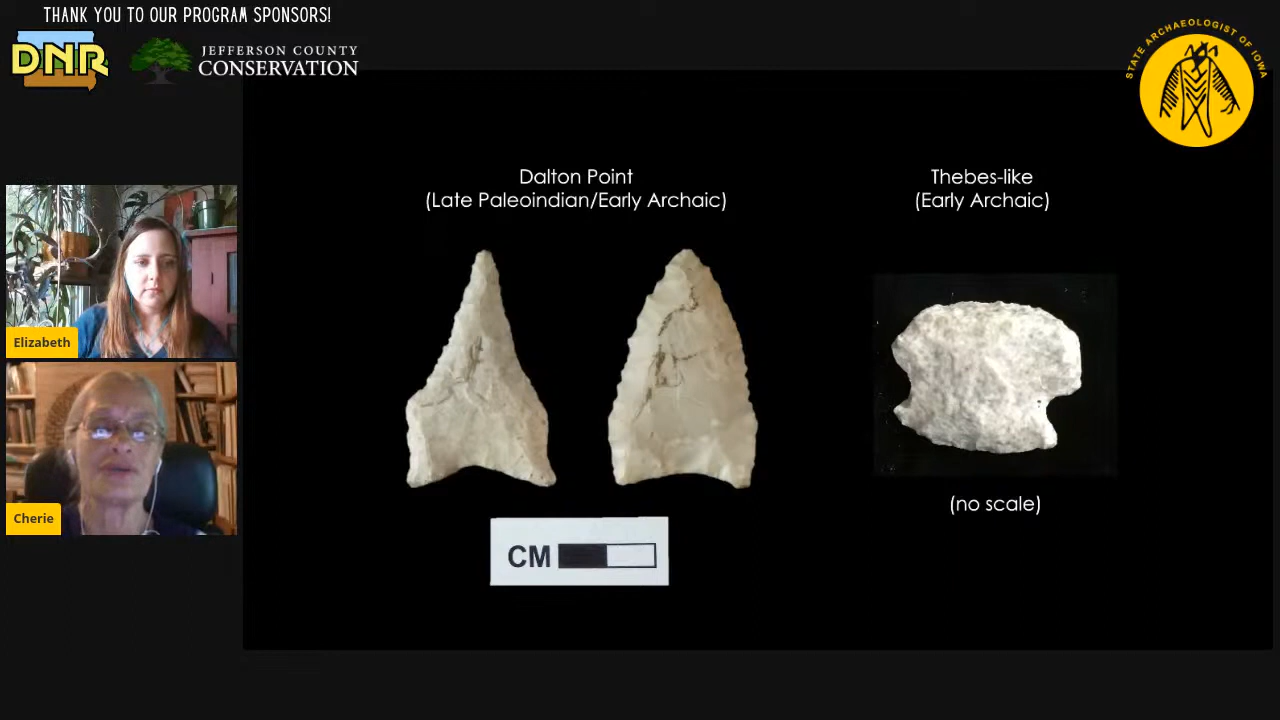 THANK YOU TO OUR PROGRAM SPONSORS!
DNR
JEFFERSON COUNTY
CONSERVATION
STATE ARCHAEOLOGIST OF IOWA
Dalton Point
(Late Paleoindian/Early Archaic)
Thebes-like
(Early Archaic)
Elizabeth
Cherie
(no scale)
CM